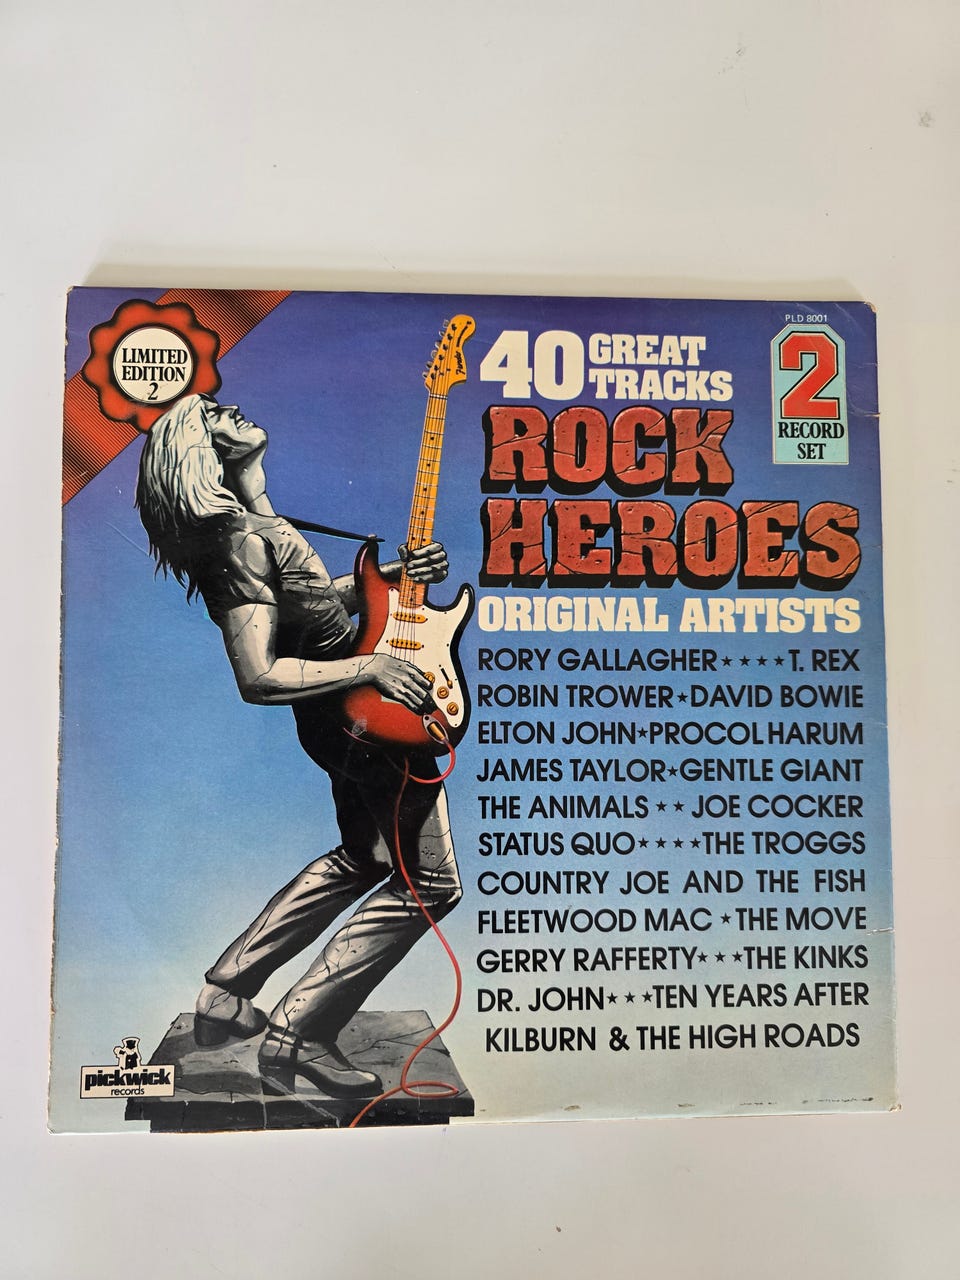 PLD 8001
LIMITED
EDITION
2
40 GREAT
TRACKS
2
RECORD
SET
ROCK
HEROES
ORIGINAL ARTISTS
RORY GALLAGHER★★★★T. REX
ROBIN TROWER★DAVID BOWIE
ELTON JOHN★PROCOL HARUM
JAMES TAYLOR★GENTLE GIANT
THE ANIMALS ★★ JOE COCKER
STATUS QUO★★★★THE TROGGS
COUNTRY JOE AND THE FISH
FLEETWOOD MAC ★THE MOVE
GERRY RAFFERTY★★★THE KINKS
DR. JOHN★★★TEN YEARS AFTER
KILBURN & THE HIGH ROADS
Fender
pickwick
records